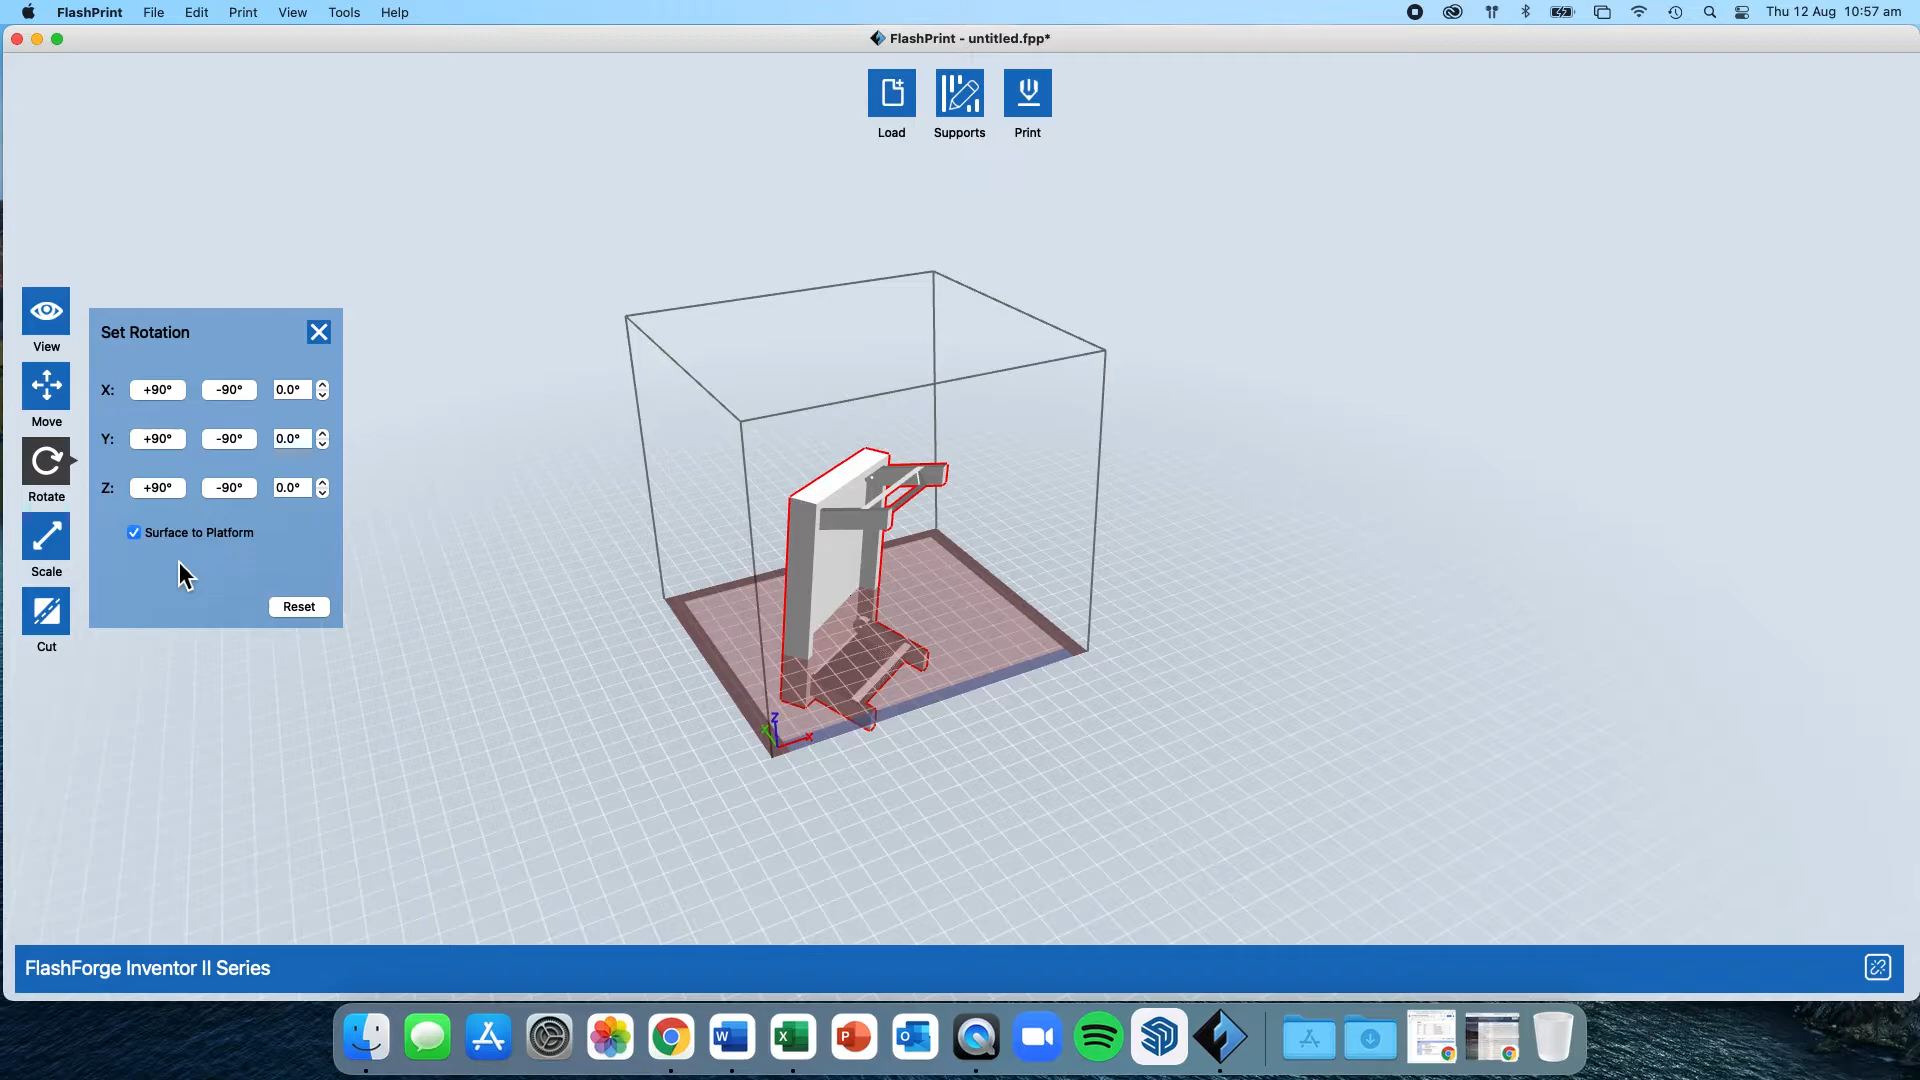 FlashPrint File Edit Print View Tools Help Thu 12 Aug 10:57 am
FlashPrint - untitled.fpp*
Load Supports Print
View
Move
Rotate
Scale
Cut
Set Rotation
X: +90° -90° 0.0°
Y: +90° -90° 0.0°
Z: +90° -90° 0.0°
Surface to Platform
Reset
Z
X
FlashForge Inventor II Series
W X P O